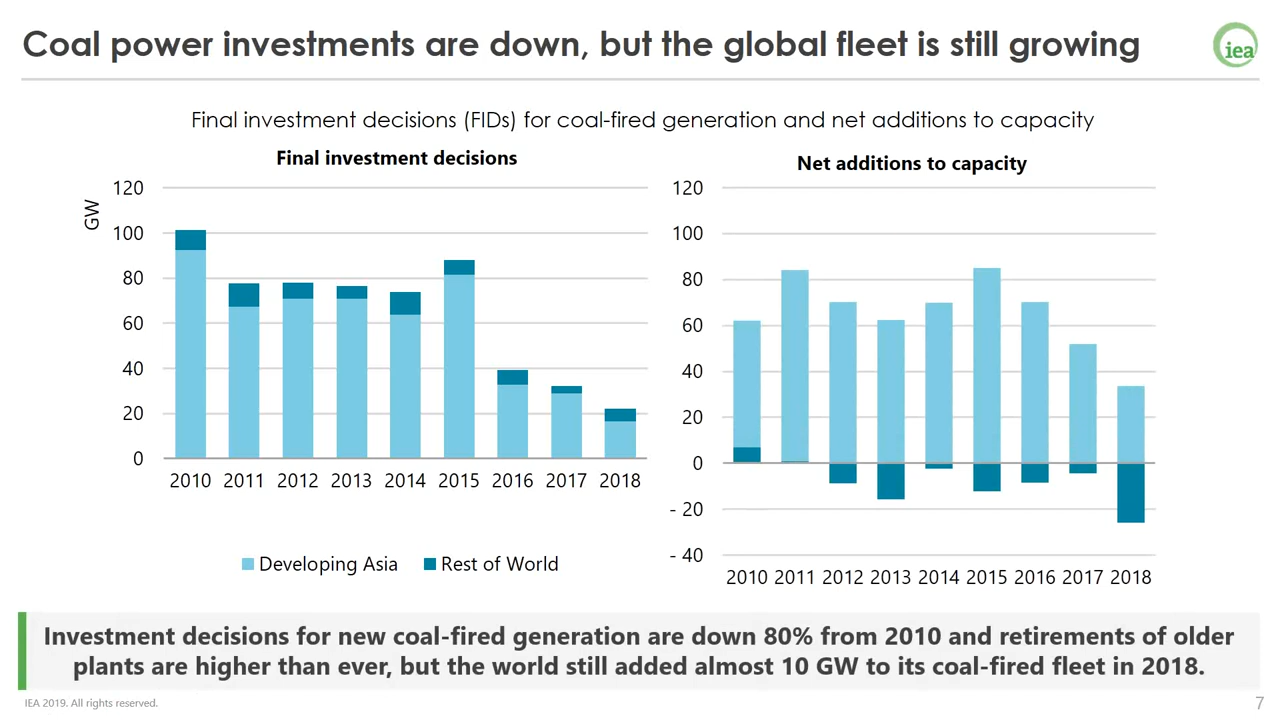 Coal power investments are down, but the global fleet is still growing
iea
Final investment decisions (FIDs) for coal-fired generation and net additions to capacity
Final investment decisions
GW
120
100
80
60
40
20
0
2010 2011 2012 2013 2014 2015 2016 2017 2018
Developing Asia Rest of World
Net additions to capacity
120
100
80
60
40
20
0
- 20
- 40
2010 2011 2012 2013 2014 2015 2016 2017 2018
Investment decisions for new coal-fired generation are down 80% from 2010 and retirements of older
plants are higher than ever, but the world still added almost 10 GW to its coal-fired fleet in 2018.
IEA 2019. All rights reserved.
7